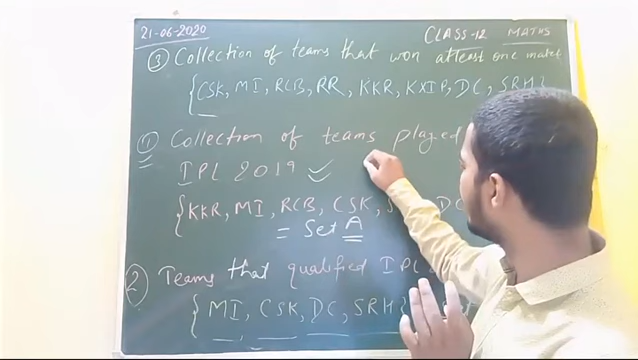 21-06-2020 CLASS-12 MATHS
③ Collection of teams that won atleast one match
{CSK, MI, RCB, RR, KKR, KXIP, DC, SRH}
① Collection of teams played
IPL 2019 ✓
{KKR, MI, RCB, CSK, DC
= Set A
② Teams that qualified IPL
{MI, CSK, DC, SRH}